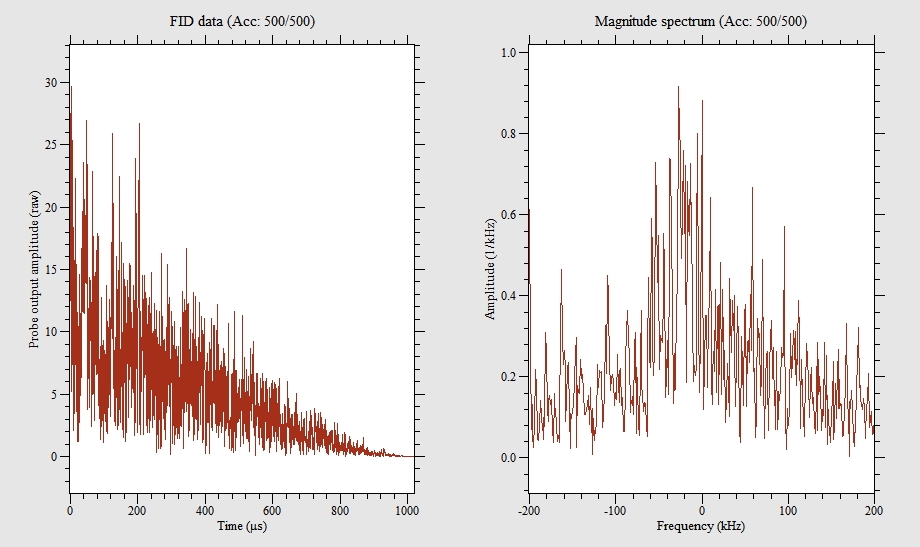 FID data (Acc: 500/500)
Probe output amplitude (raw)
30
25
20
15
10
5
0
0 200 400 600 800 1000
Time (µs)
Magnitude spectrum (Acc: 500/500)
Amplitude (1/kHz)
1.0
0.8
0.6
0.4
0.2
0.0
-200 -100 0 100 200
Frequency (kHz)